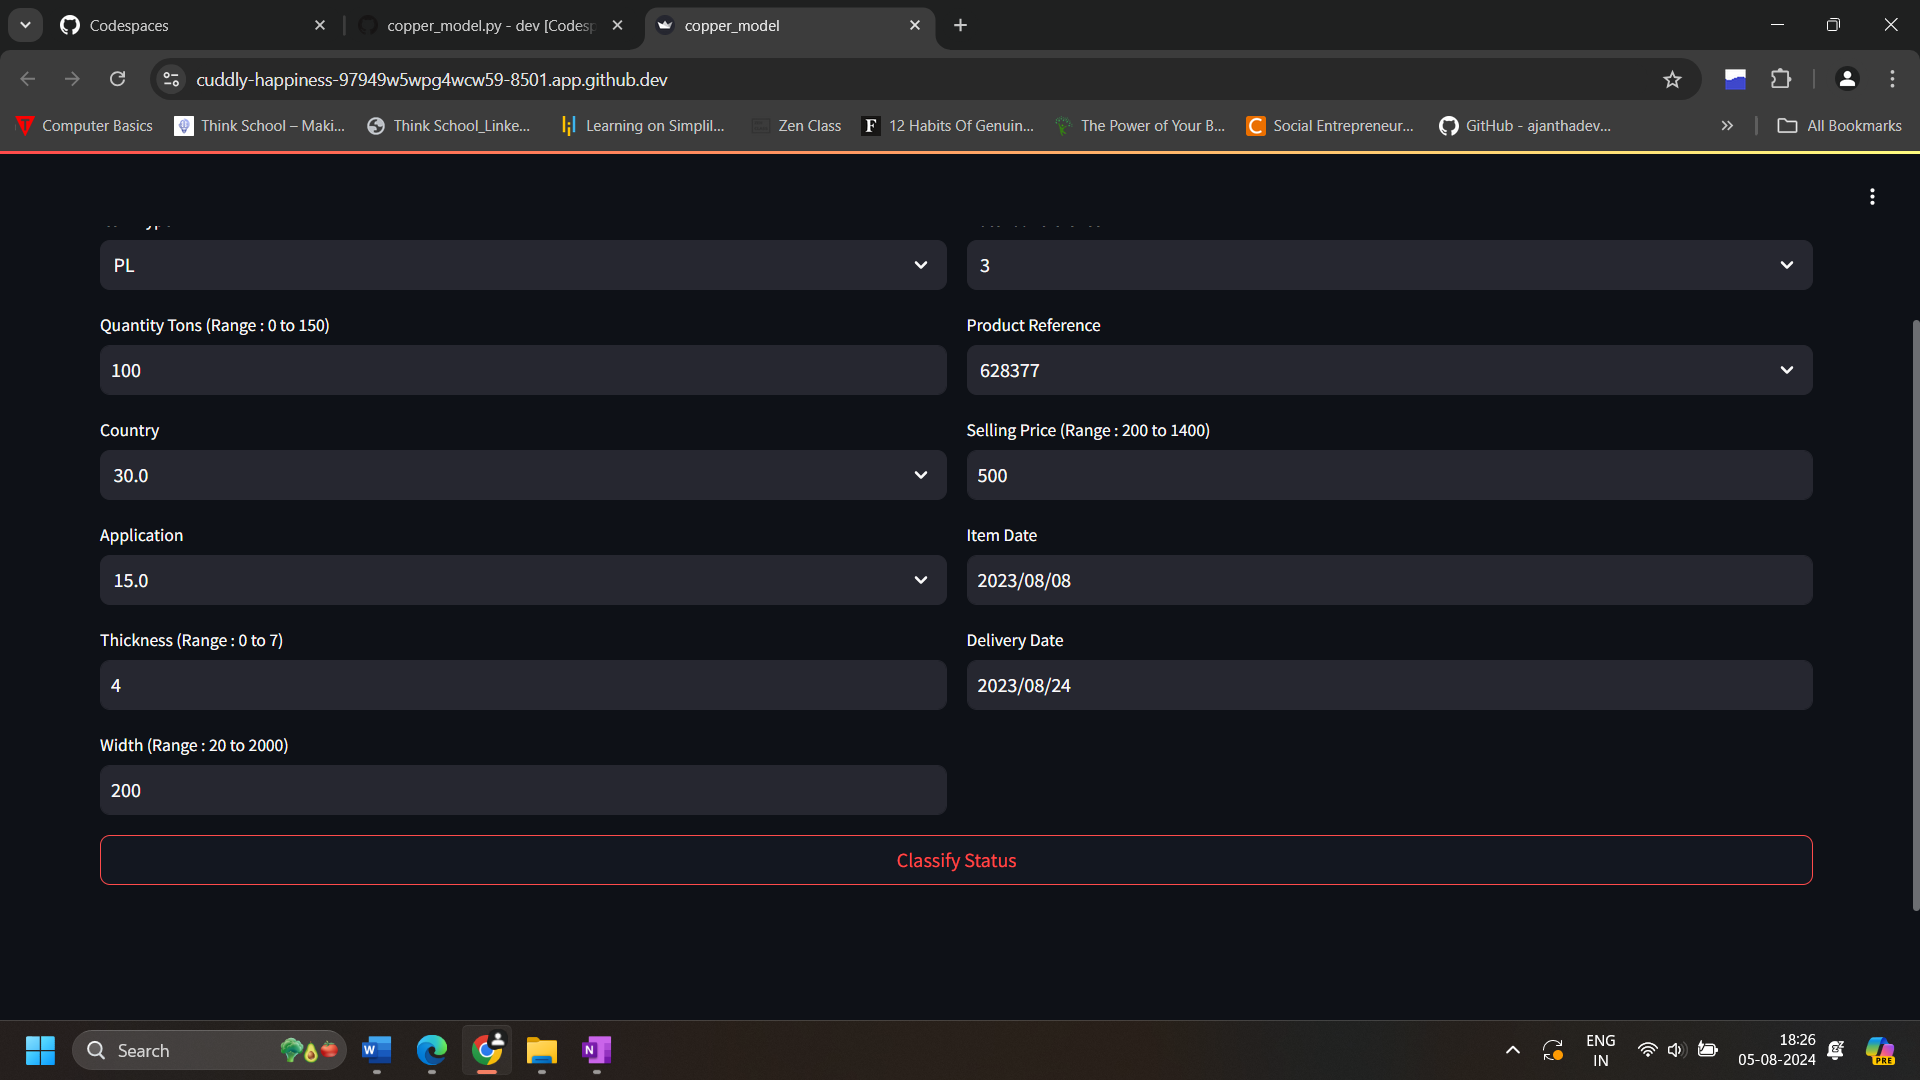 Codespaces
copper_model.py - dev [Codesp
copper_model
cuddly-happiness-97949w5wpg4wcw59-8501.app.github.dev
Computer Basics
Think School – Maki...
Think School_Linke...
Learning on Simplil...
Zen Class
12 Habits Of Genuin...
The Power of Your B...
Social Entrepreneur...
GitHub - ajanthadev...
All Bookmarks
PL
3
Quantity Tons (Range : 0 to 150)
Product Reference
100
628377
Country
Selling Price (Range : 200 to 1400)
30.0
500
Application
Item Date
15.0
2023/08/08
Thickness (Range : 0 to 7)
Delivery Date
4
2023/08/24
Width (Range : 20 to 2000)
200
Classify Status
Search
ENG
IN
18:26
05-08-2024
PRE